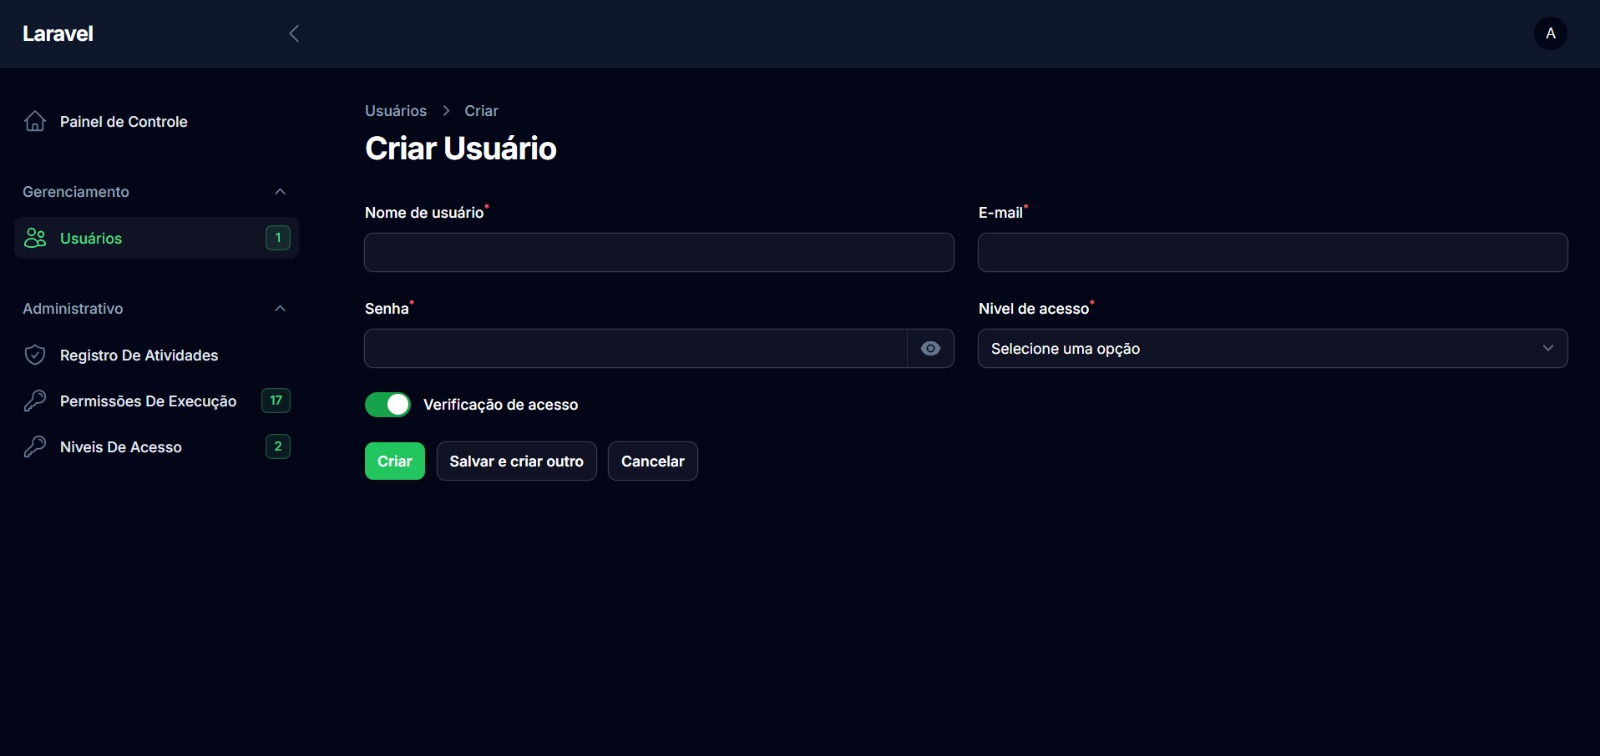 Laravel
A
Painel de Controle
Gerenciamento
Usuários 1
Administrativo
Registro De Atividades
Permissões De Execução 17
Niveis De Acesso 2
Usuários > Criar
Criar Usuário
Nome de usuário*
E-mail*
Senha*
Nivel de acesso*
Selecione uma opção
Verificação de acesso
Criar
Salvar e criar outro
Cancelar